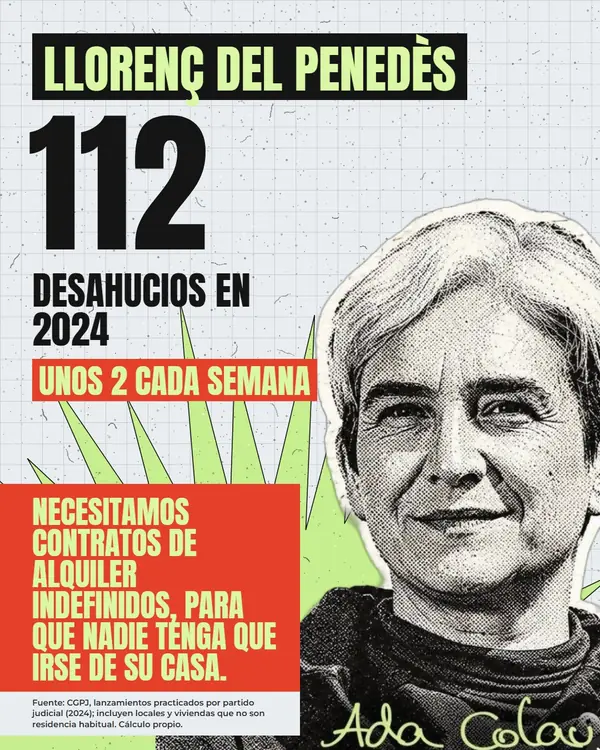 LLORENÇ DEL PENEDÈS
112
DESAHUCIOS EN
2024
UNOS 2 CADA SEMANA
NECESITAMOS
CONTRATOS DE
ALQUILER
INDEFINIDOS, PARA
QUE NADIE TENGA QUE
IRSE DE SU CASA.
Fuente: CGPJ, lanzamientos practicados por partido
judicial (2024); incluyen locales y viviendas que no son
residencia habitual. Cálculo propio.
Ada Colau